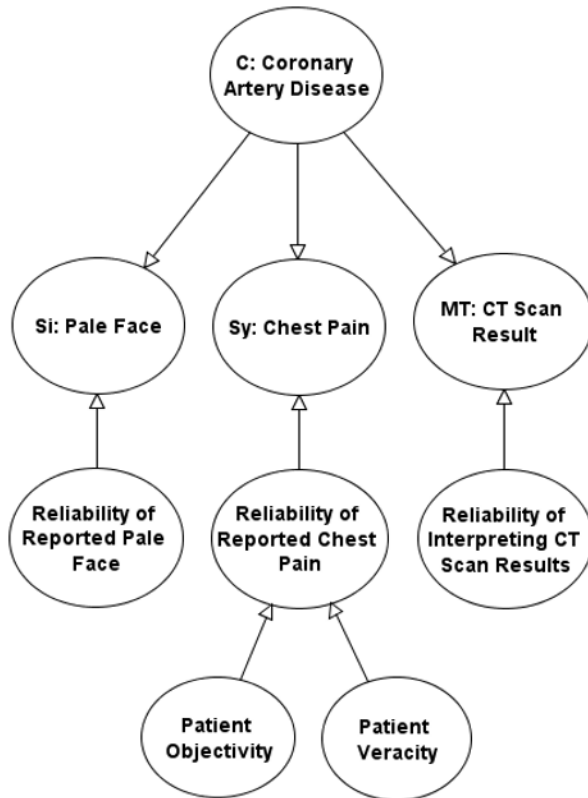 C: Coronary
Artery Disease
Si: Pale Face
Sy: Chest Pain
MT: CT Scan
Result
Reliability of
Reported Pale
Face
Reliability of
Reported Chest
Pain
Reliability of
Interpreting CT
Scan Results
Patient
Objectivity
Patient
Veracity